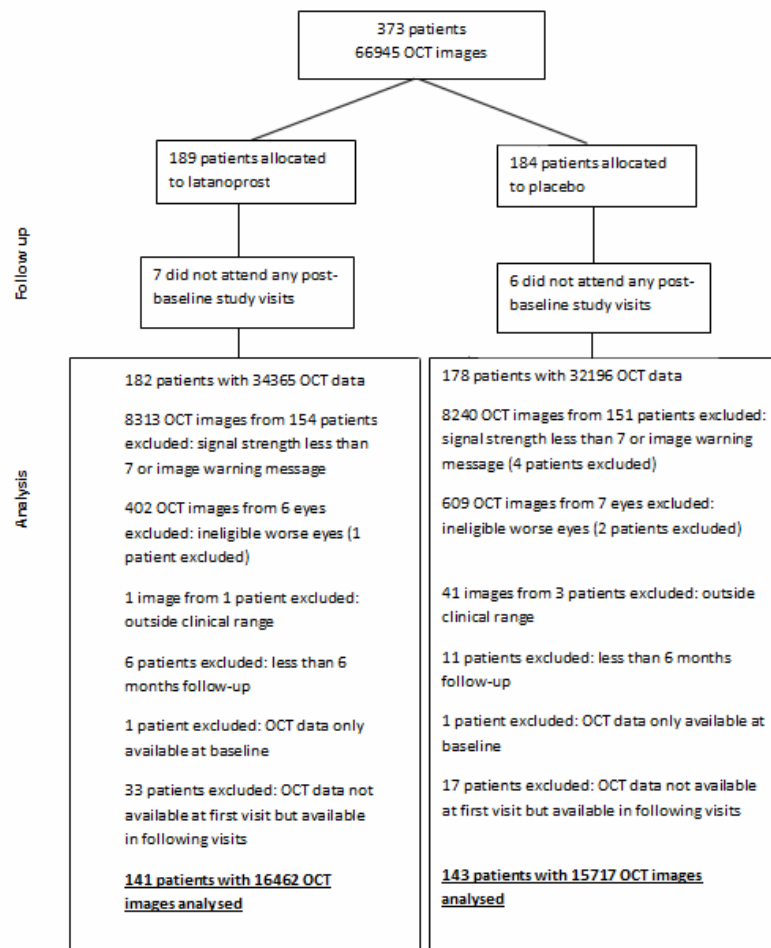 373 patients
66945 OCT images
189 patients allocated
to latanoprost
184 patients allocated
to placebo
Follow up
7 did not attend any post-
baseline study visits
6 did not attend any post-
baseline study visits
Analysis
182 patients with 34365 OCT data
8313 OCT images from 154 patients
excluded: signal strength less than
7 or image warning message
402 OCT images from 6 eyes
excluded: ineligible worse eyes (1
patient excluded)
1 image from 1 patient excluded:
outside clinical range
6 patients excluded: less than 6
months follow-up
1 patient excluded: OCT data only
available at baseline
33 patients excluded: OCT data not
available at first visit but available
in following visits
141 patients with 16462 OCT
images analysed
178 patients with 32196 OCT data
8240 OCT images from 151 patients excluded:
signal strength less than 7 or image warning
message (4 patients excluded)
609 OCT images from 7 eyes excluded:
ineligible worse eyes (2 patients excluded)
41 images from 3 patients excluded: outside
clinical range
11 patients excluded: less than 6 months
follow-up
1 patient excluded: OCT data only available at
baseline
17 patients excluded: OCT data not available
at first visit but available in following visits
143 patients with 15717 OCT images
analysed